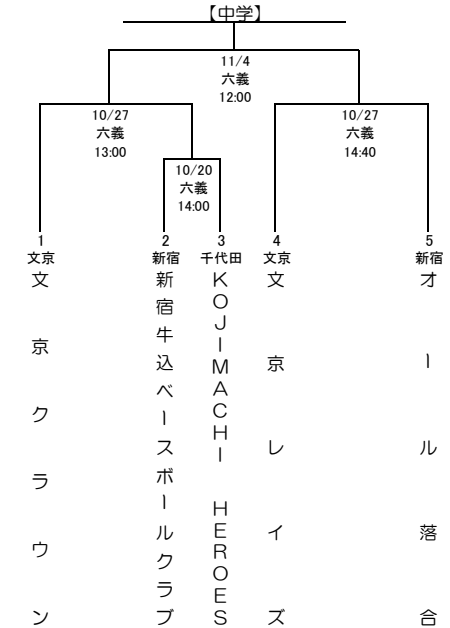 【中学】
11/4
六義
12:00
10/27
六義
13:00
10/27
六義
14:40
10/20
六義
14:00
1
文京
文京クラウン
2
新宿
新宿牛込ベースボールクラブ
3
千代田
KOJIMACHI HEROES
4
文京
文京レイズ
5
新宿
オール落合